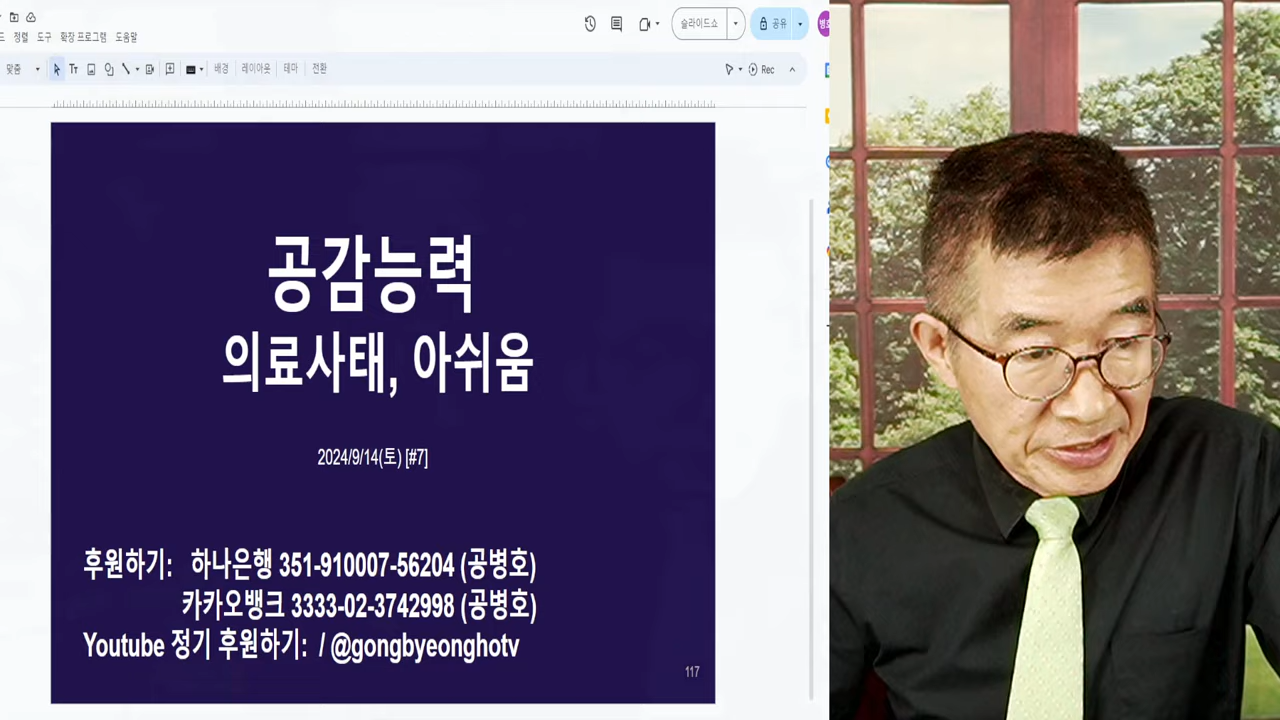 정렬 도구 확장 프로그램 도움말
슬라이드쇼
공유
맞춤
배경 레이아웃 테마 전환
Rec
공감능력
의료사태, 아쉬움
2024/9/14(토) [#7]
후원하기: 하나은행 351-910007-56204 (공병호)
카카오뱅크 3333-02-3742998 (공병호)
Youtube 정기 후원하기: / @gongbyeonghotv
117